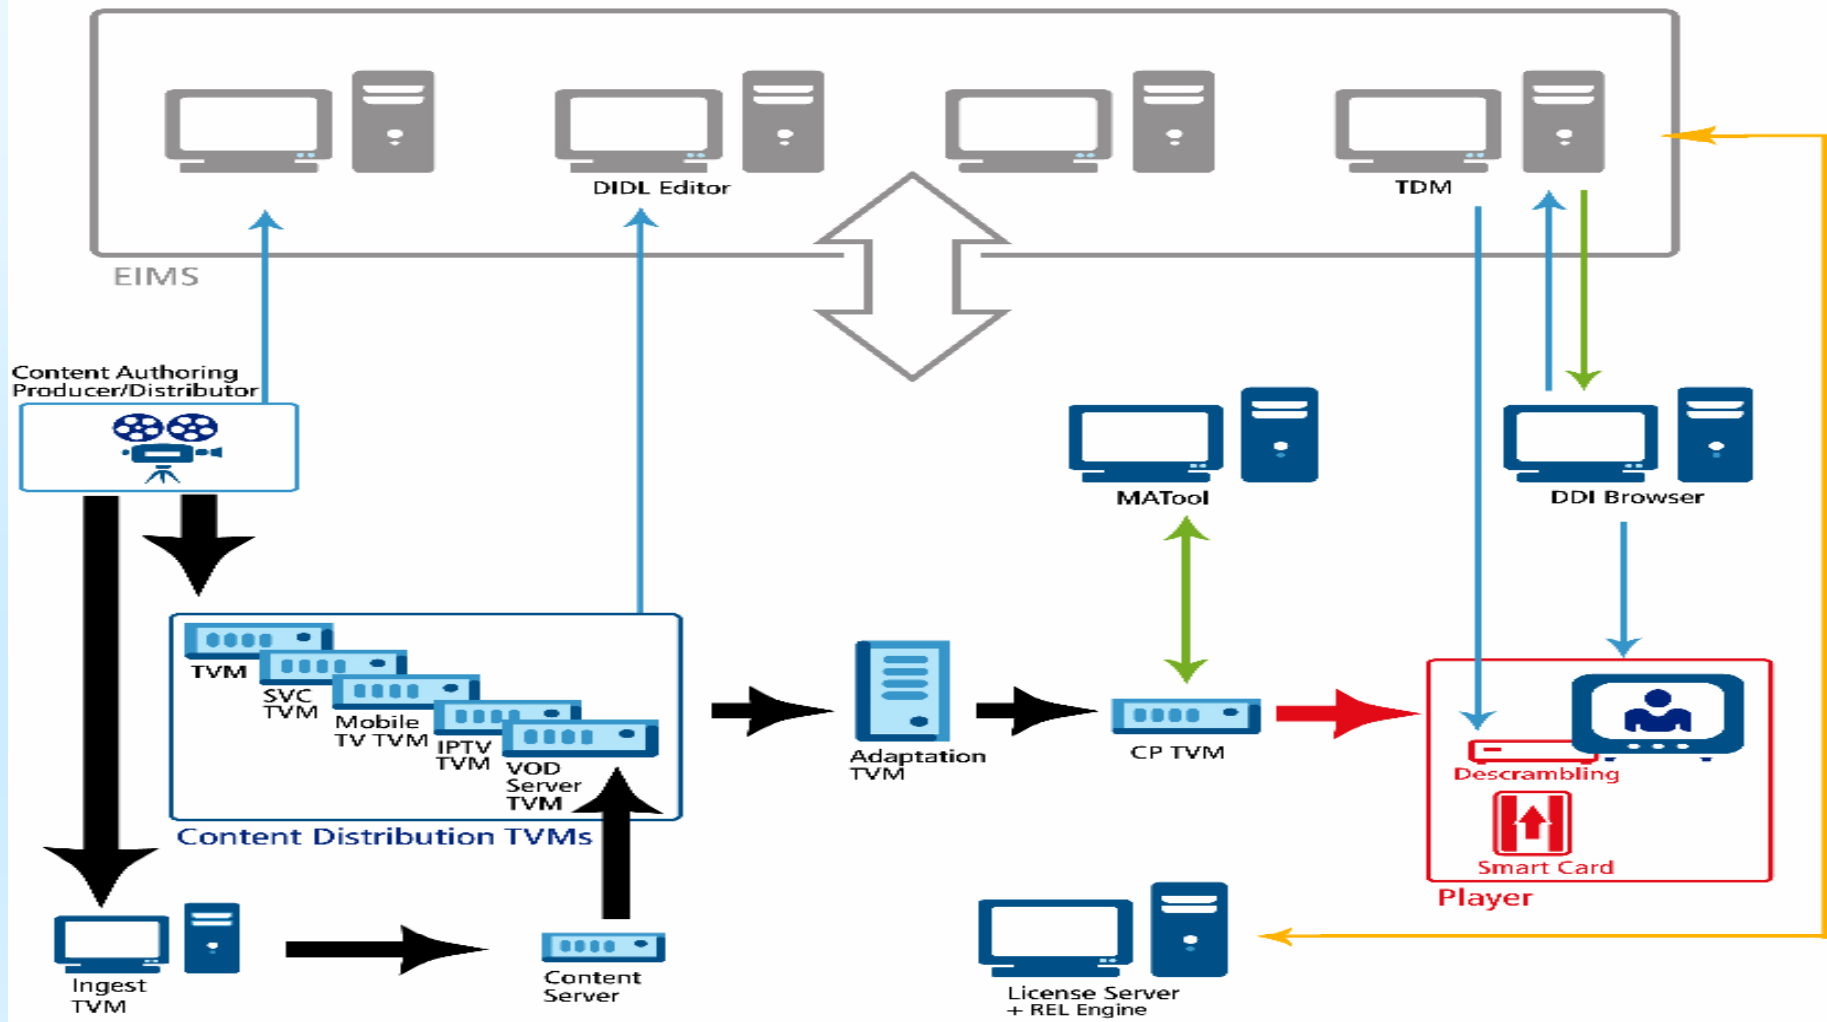 DIDL Editor
TDM
EIMS
Content Authoring
Producer/Distributor
MATool
DDI Browser
TVM
SVC
TVM
Mobile
TV TVM
IPTV
TVM
VOD
Server
TVM
Content Distribution TVMs
Adaptation
TVM
CP TVM
Descrambling
Smart Card
Player
Ingest
TVM
Content
Server
License Server
+ REL Engine